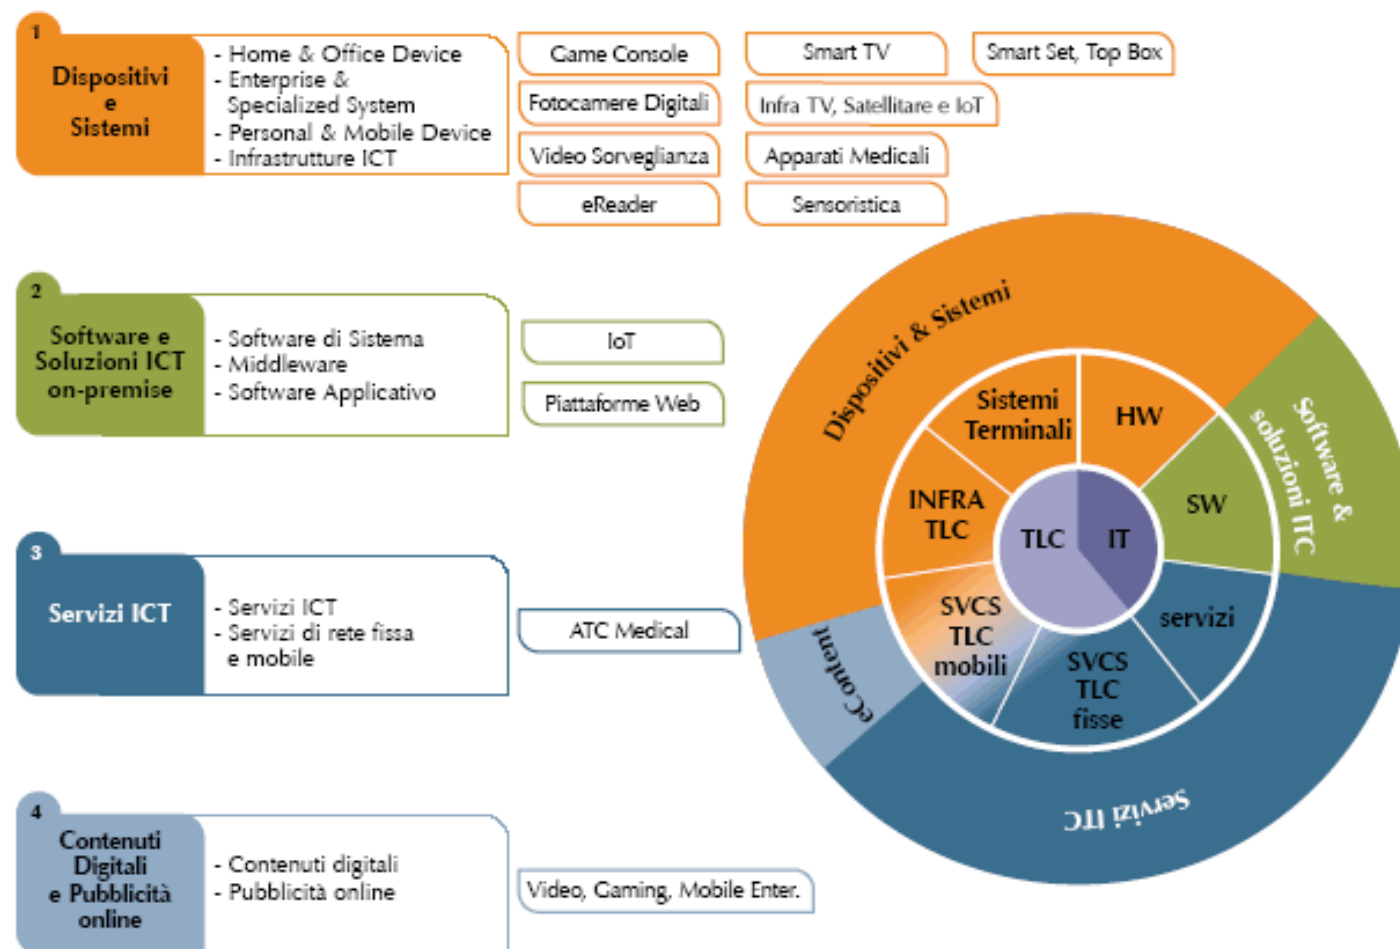 1
Dispositivi
e
Sistemi
- Home & Office Device
- Enterprise &
Specialized System
- Personal & Mobile Device
- Infrastrutture ICT
Game Console
Smart TV
Smart Set, Top Box
Fotocamere Digitali
Infra TV, Satellitare e IoT
Video Sorveglianza
Apparati Medicali
eReader
Sensoristica
2
Software e
Soluzioni ICT
on-premise
- Software di Sistema
- Middleware
- Software Applicativo
IoT
Piattaforme Web
3
Servizi ICT
- Servizi ICT
- Servizi di rete fissa
e mobile
ATC Medical
4
Contenuti
Digitali
e Pubblicità
online
- Contenuti digitali
- Pubblicità online
Video, Gaming, Mobile Enter.
Dispositivi & Sistemi
Software &
soluzioni ITC
Servizi ITC
eContent
Sistemi
Terminali
HW
INFRA
TLC
SW
TLC
IT
SVCS
TLC
mobili
SVCS
TLC
fisse
servizi